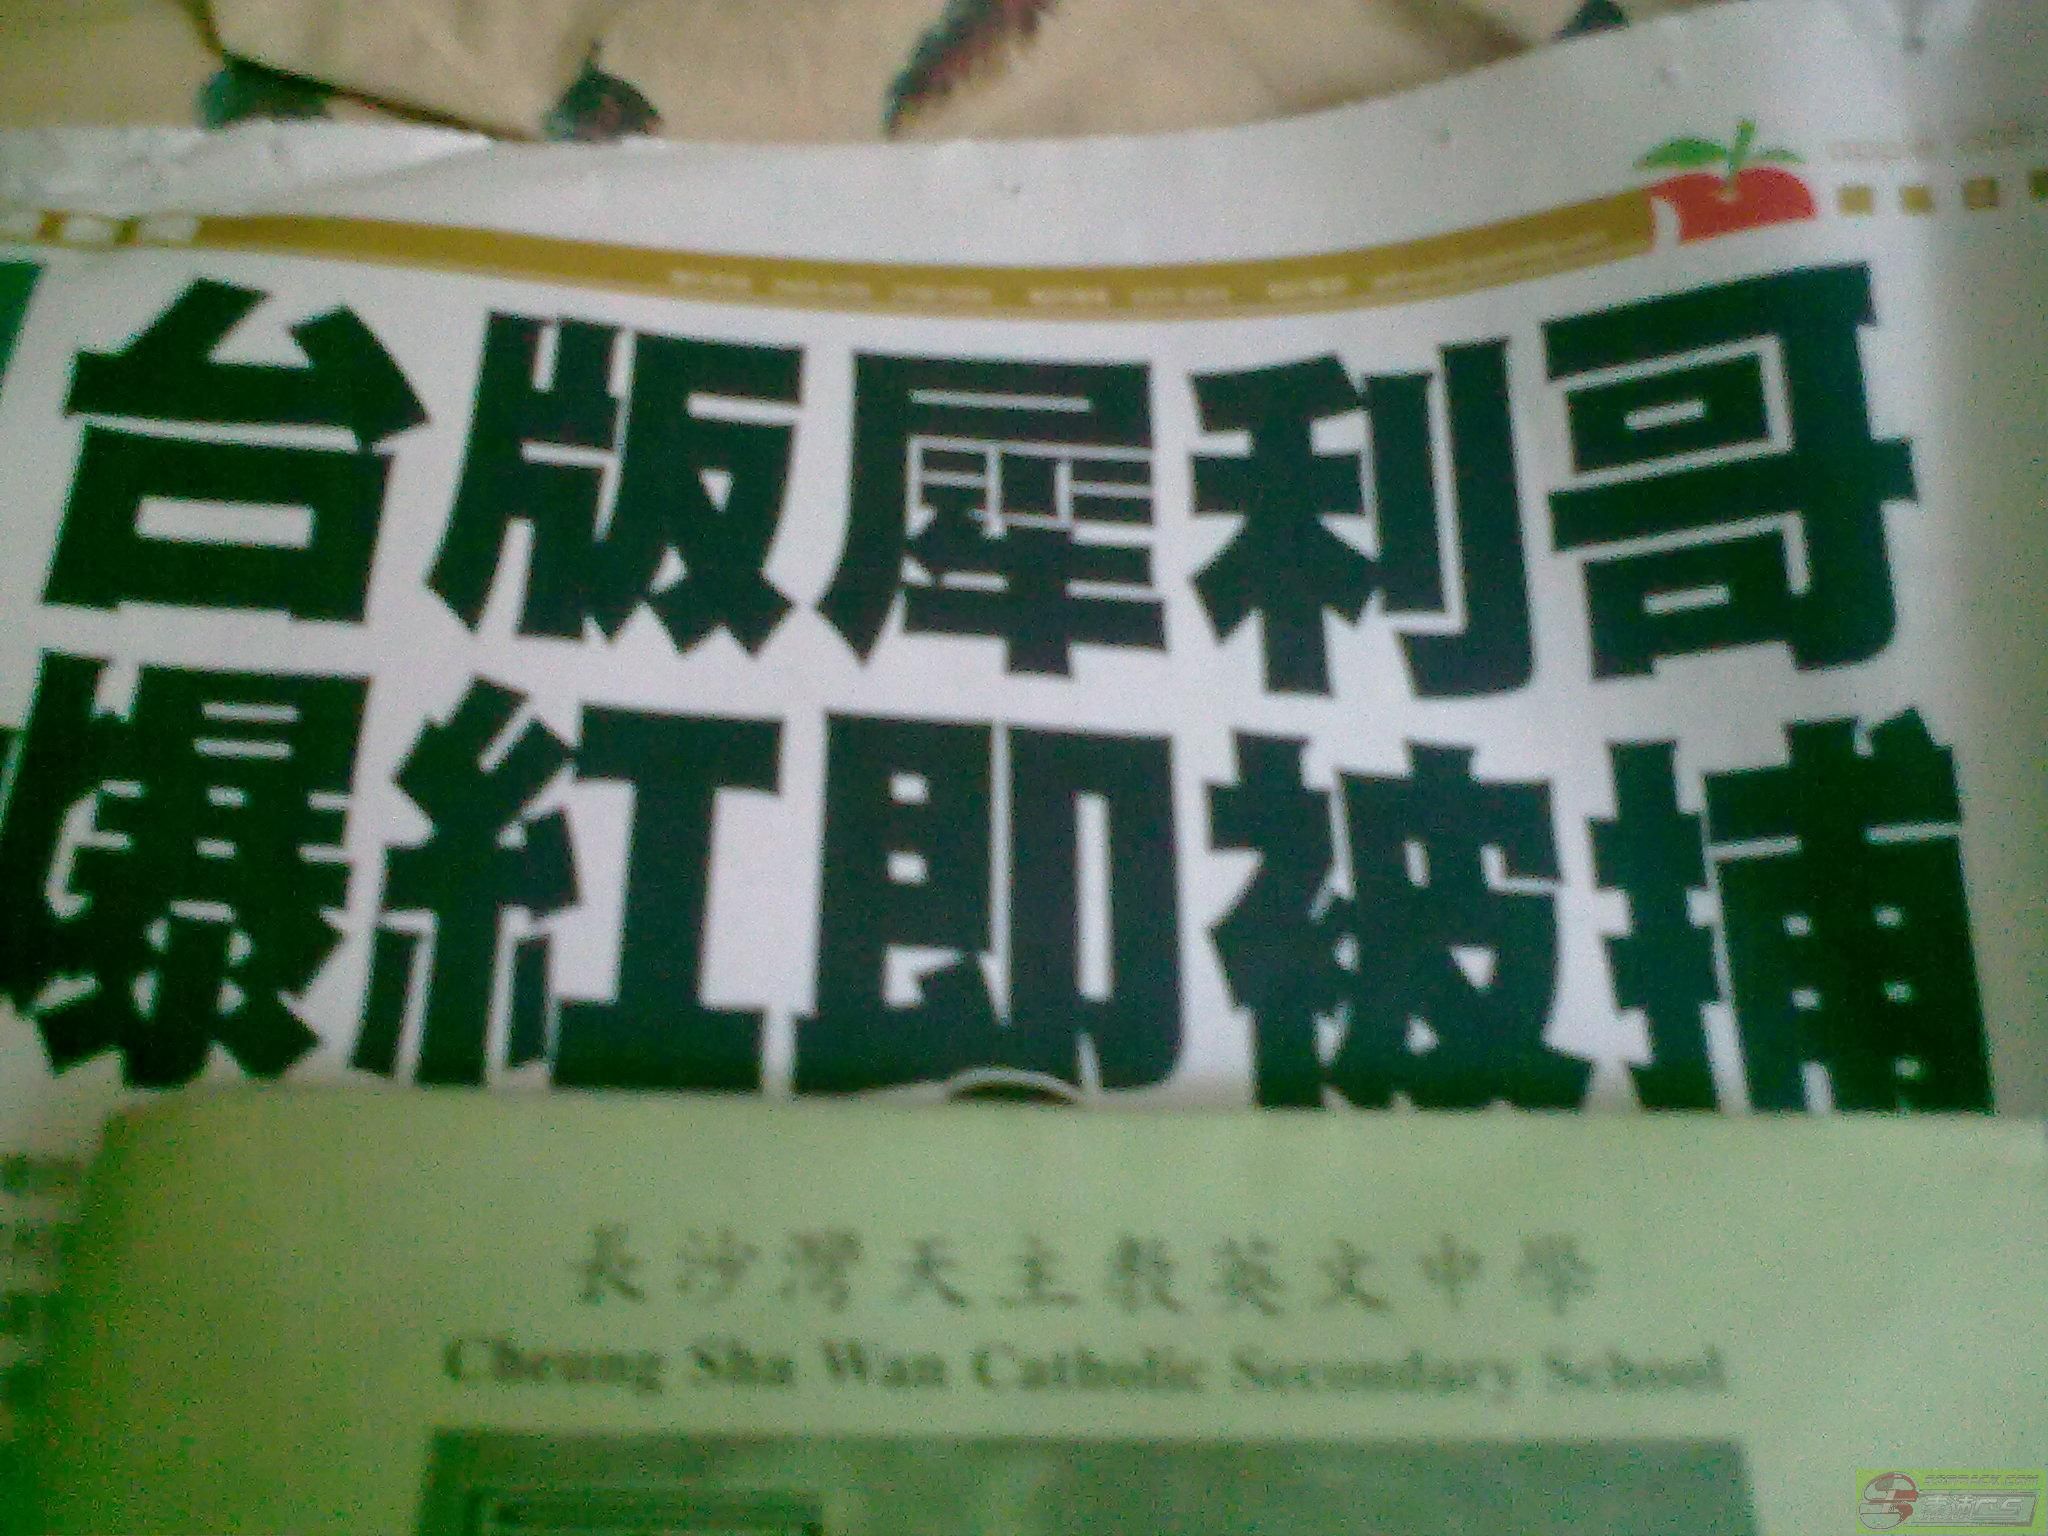 台版犀利哥
爆紅即被捕
長沙灣天主教英文中學
Cheung Sha Wan Catholic Secondary School